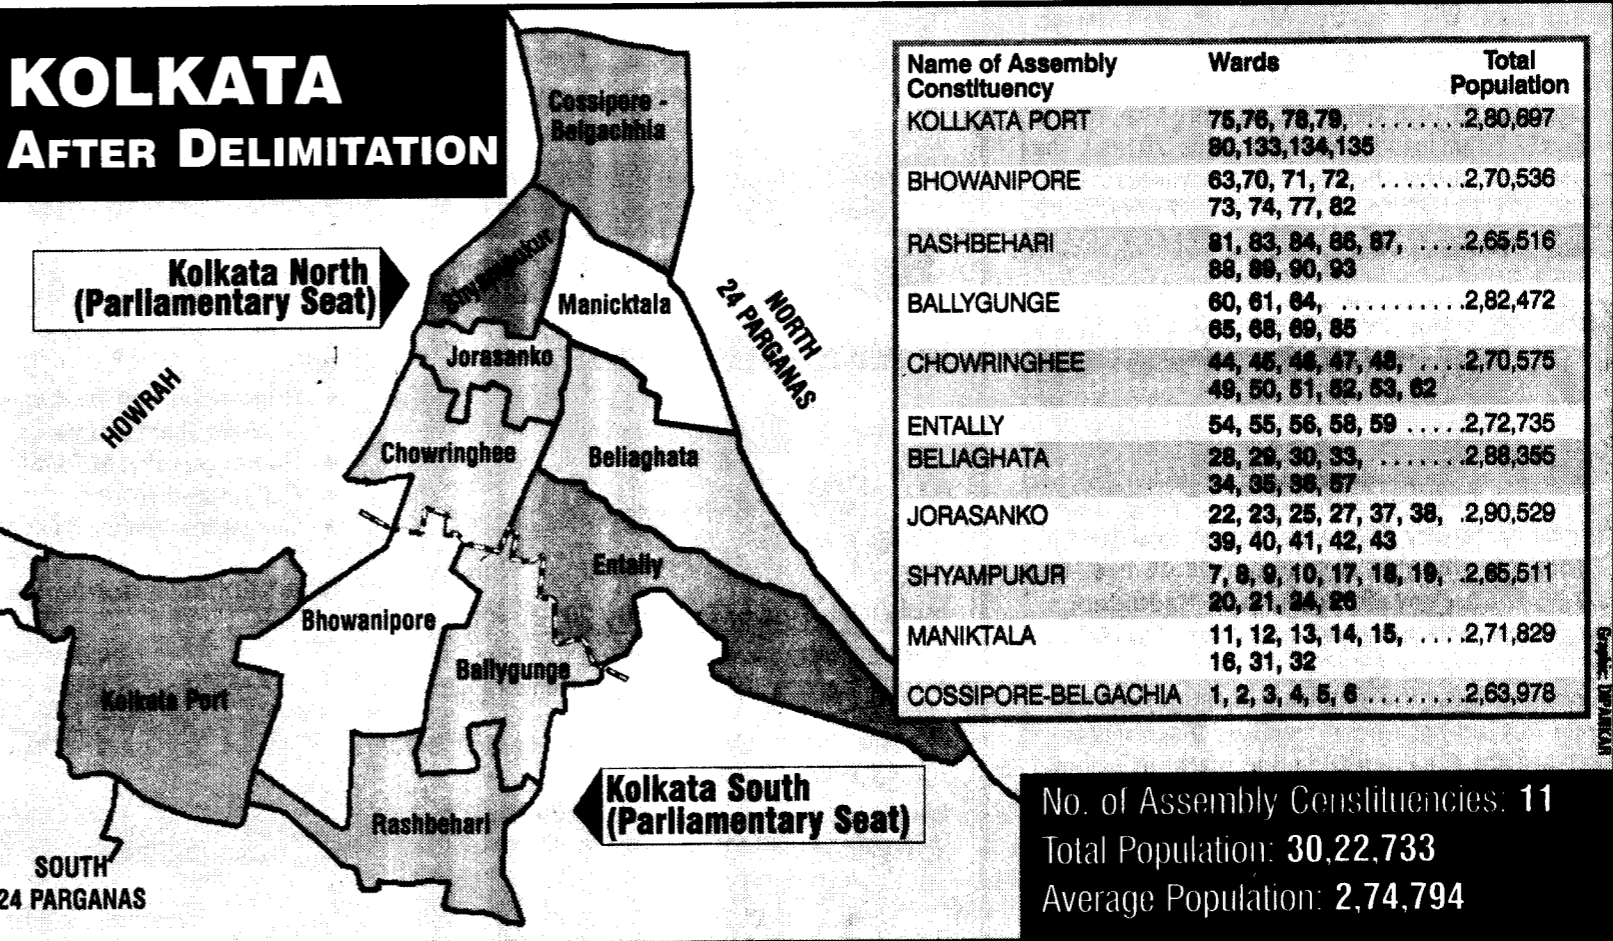 KOLKATA
AFTER DELIMITATION
Cossipore -
Belgachhia
Kolkata North
(Parliamentary Seat)
Shyampukur
Manicktala
NORTH
24 PARGANAS
Jorasanko
HOWRAH
Chowringhee
Beliaghata
Entally
Bhowanipore
Ballygunge
Kolkata Port
Kolkata South
(Parliamentary Seat)
Rashbehari
SOUTH
24 PARGANAS
Name of Assembly Wards Total
Constituency Population
KOLLKATA PORT 75,76, 78,79, ........2,80,697
80,133,134,135
BHOWANIPORE 63,70, 71, 72, .......2,70,536
73, 74, 77, 82
RASHBEHARI 81, 83, 84, 86, 87, ....2,65,516
88, 89, 90, 93
BALLYGUNGE 60, 61, 64, ..........2,82,472
65, 68, 69, 85
CHOWRINGHEE 44, 45, 46, 47, 48, ....2,70,575
49, 50, 51, 52, 53, 62
ENTALLY 54, 55, 56, 58, 59 .....2,72,735
BELIAGHATA 28, 29, 30, 33, .......2,88,355
34, 35, 36, 57
JORASANKO 22, 23, 25, 27, 37, 38, .2,90,529
39, 40, 41, 42, 43
SHYAMPUKUR 7, 8, 9, 10, 17, 18, 19, .2,65,511
20, 21, 24, 26
MANIKTALA 11, 12, 13, 14, 15, ....2,71,829
16, 31, 32
COSSIPORE-BELGACHIA 1, 2, 3, 4, 5, 6 ........2,63,978
Graphic: DIPANKAR
No. of Assembly Constituencies: 11
Total Population: 30,22,733
Average Population: 2,74,794